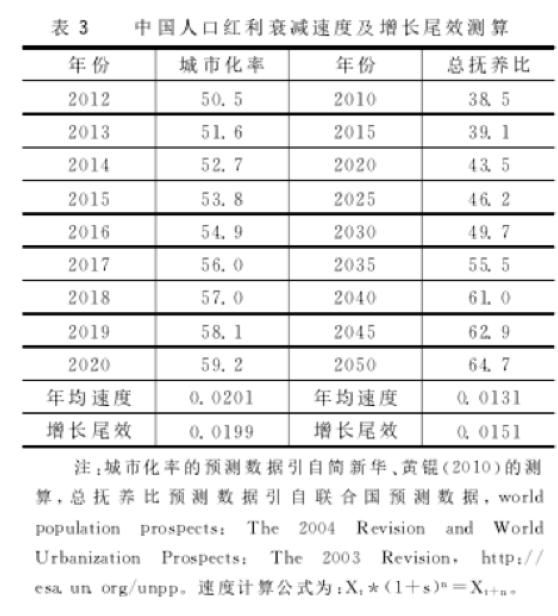 表 3 中国人口红利衰减速度及增长尾效测算
年份 城市化率 年份 总抚养比
2012 50.5 2010 38.5
2013 51.6 2015 39.1
2014 52.7 2020 43.5
2015 53.8 2025 46.2
2016 54.9 2030 49.7
2017 56.0 2035 55.5
2018 57.0 2040 61.0
2019 58.1 2045 62.9
2020 59.2 2050 64.7
年均速度 0.0201 年均速度 0.0131
增长尾效 0.0199 增长尾效 0.0151
注:城市化率的预测数据引自简新华、黄锟(2010)的测
算,总抚养比预测数据引自联合国预测数据,world
population prospects: The 2004 Revision and World
Urbanization Prospects: The 2003 Revision, http://
esa.un.org/unpp。速度计算公式为:Xₜ*(1+s)ⁿ=Xₜ₊ₙ。